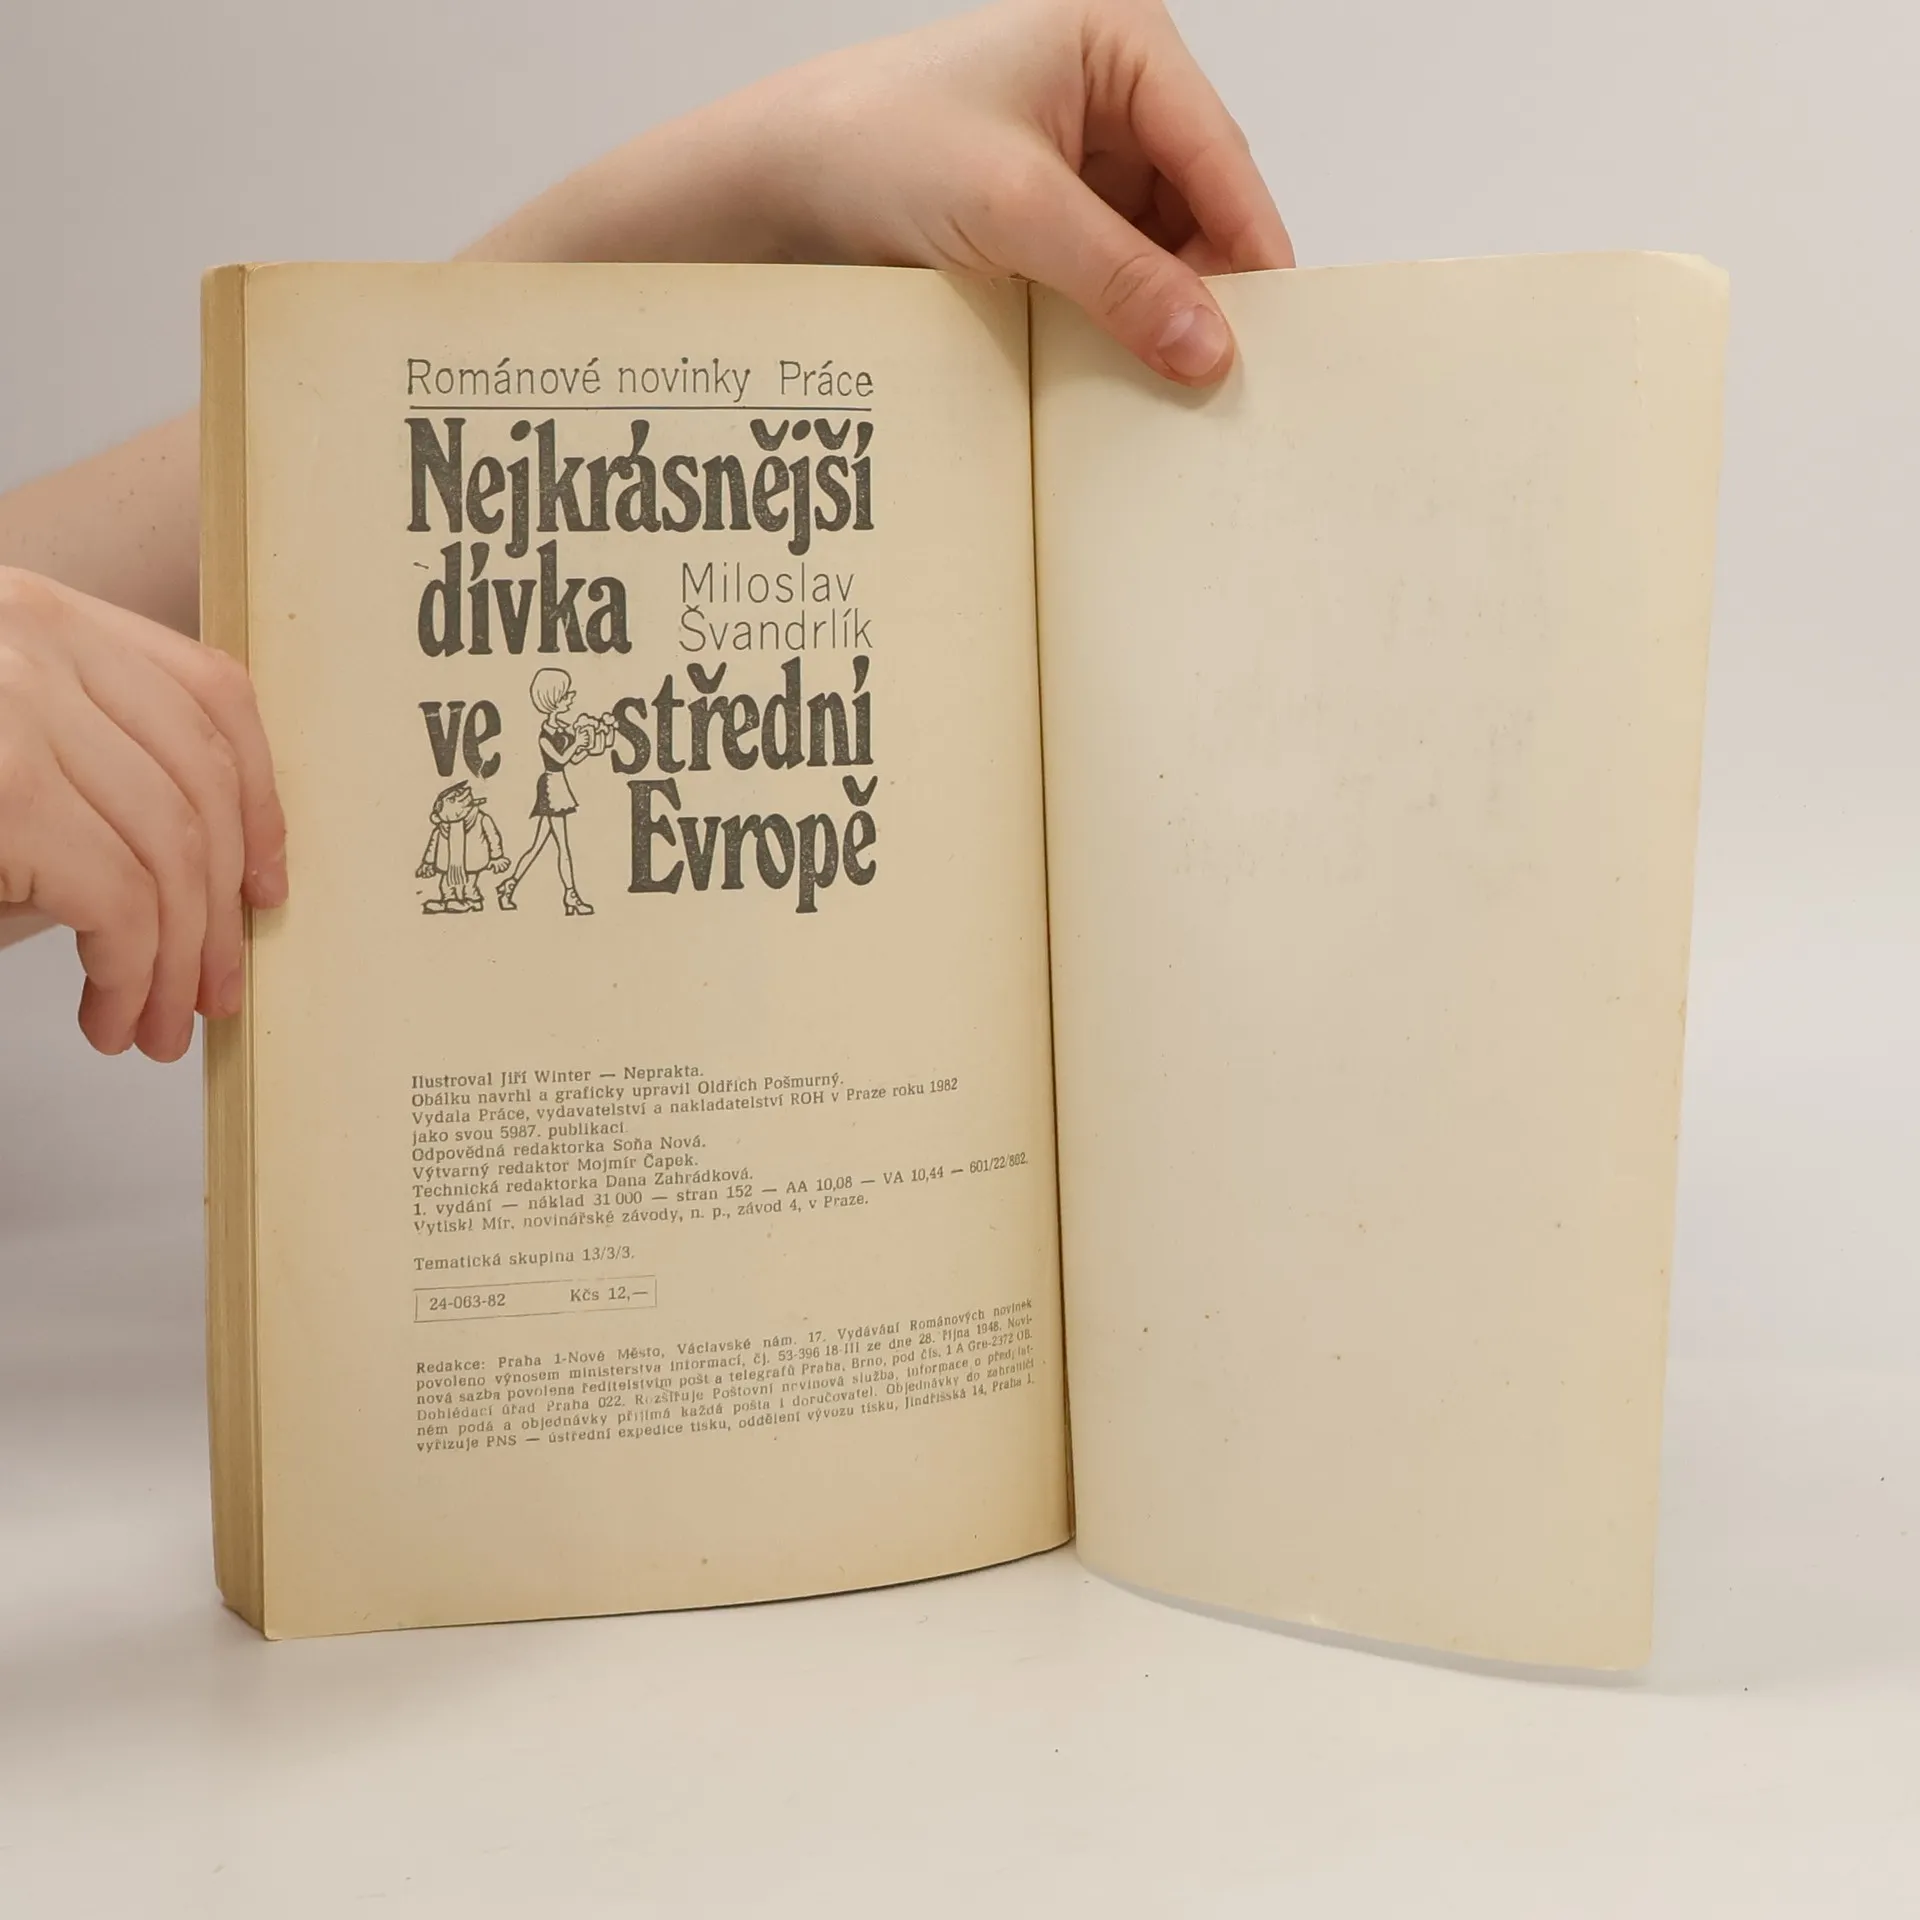 Románové novinky Práce
Nejkrásnější
dívka
Miloslav
Švandrlík
ve střední
Evropě
Ilustroval Jiří Winter — Neprakta.
Obálku navrhl a graficky upravil Oldřich Pošmurný.
Vydala Práce, vydavatelství a nakladatelství ROH v Praze roku 1982
jako svou 5987. publikaci.
Odpovědná redaktorka Soňa Nová.
Výtvarný redaktor Mojmír Čapek.
Technická redaktorka Dana Zahrádková.
1. vydání — náklad 31 000 — stran 152 — AA 10,08 — VA 10,44 — 601/22/862.
Vytiskl Mír, novinářské závody, n. p., závod 4, v Praze.
Tematická skupina 13/3/3.
24-063-82 Kčs 12,—
Redakce: Praha 1-Nové Město, Václavské nám. 17. Vydávání Románových novinek
povoleno výnosem ministerstva informací, čj. 53-396 18-III ze dne 28. října 1948. Novi-
nová sazba povolena ředitelstvím pošt a telegrafů Praha, Brno, pod čís. 1 A Gre-2372 OB.
Dohlédací úřad Praha 022. Rozšiřuje Poštovní novinová služba, informace o předplat-
ném podá a objednávky přijímá každá pošta i doručovatel. Objednávky do zahraničí
vyřizuje PNS — ústřední expedice tisku, oddělení vývozu tisku, Jindřišská 14, Praha 1.